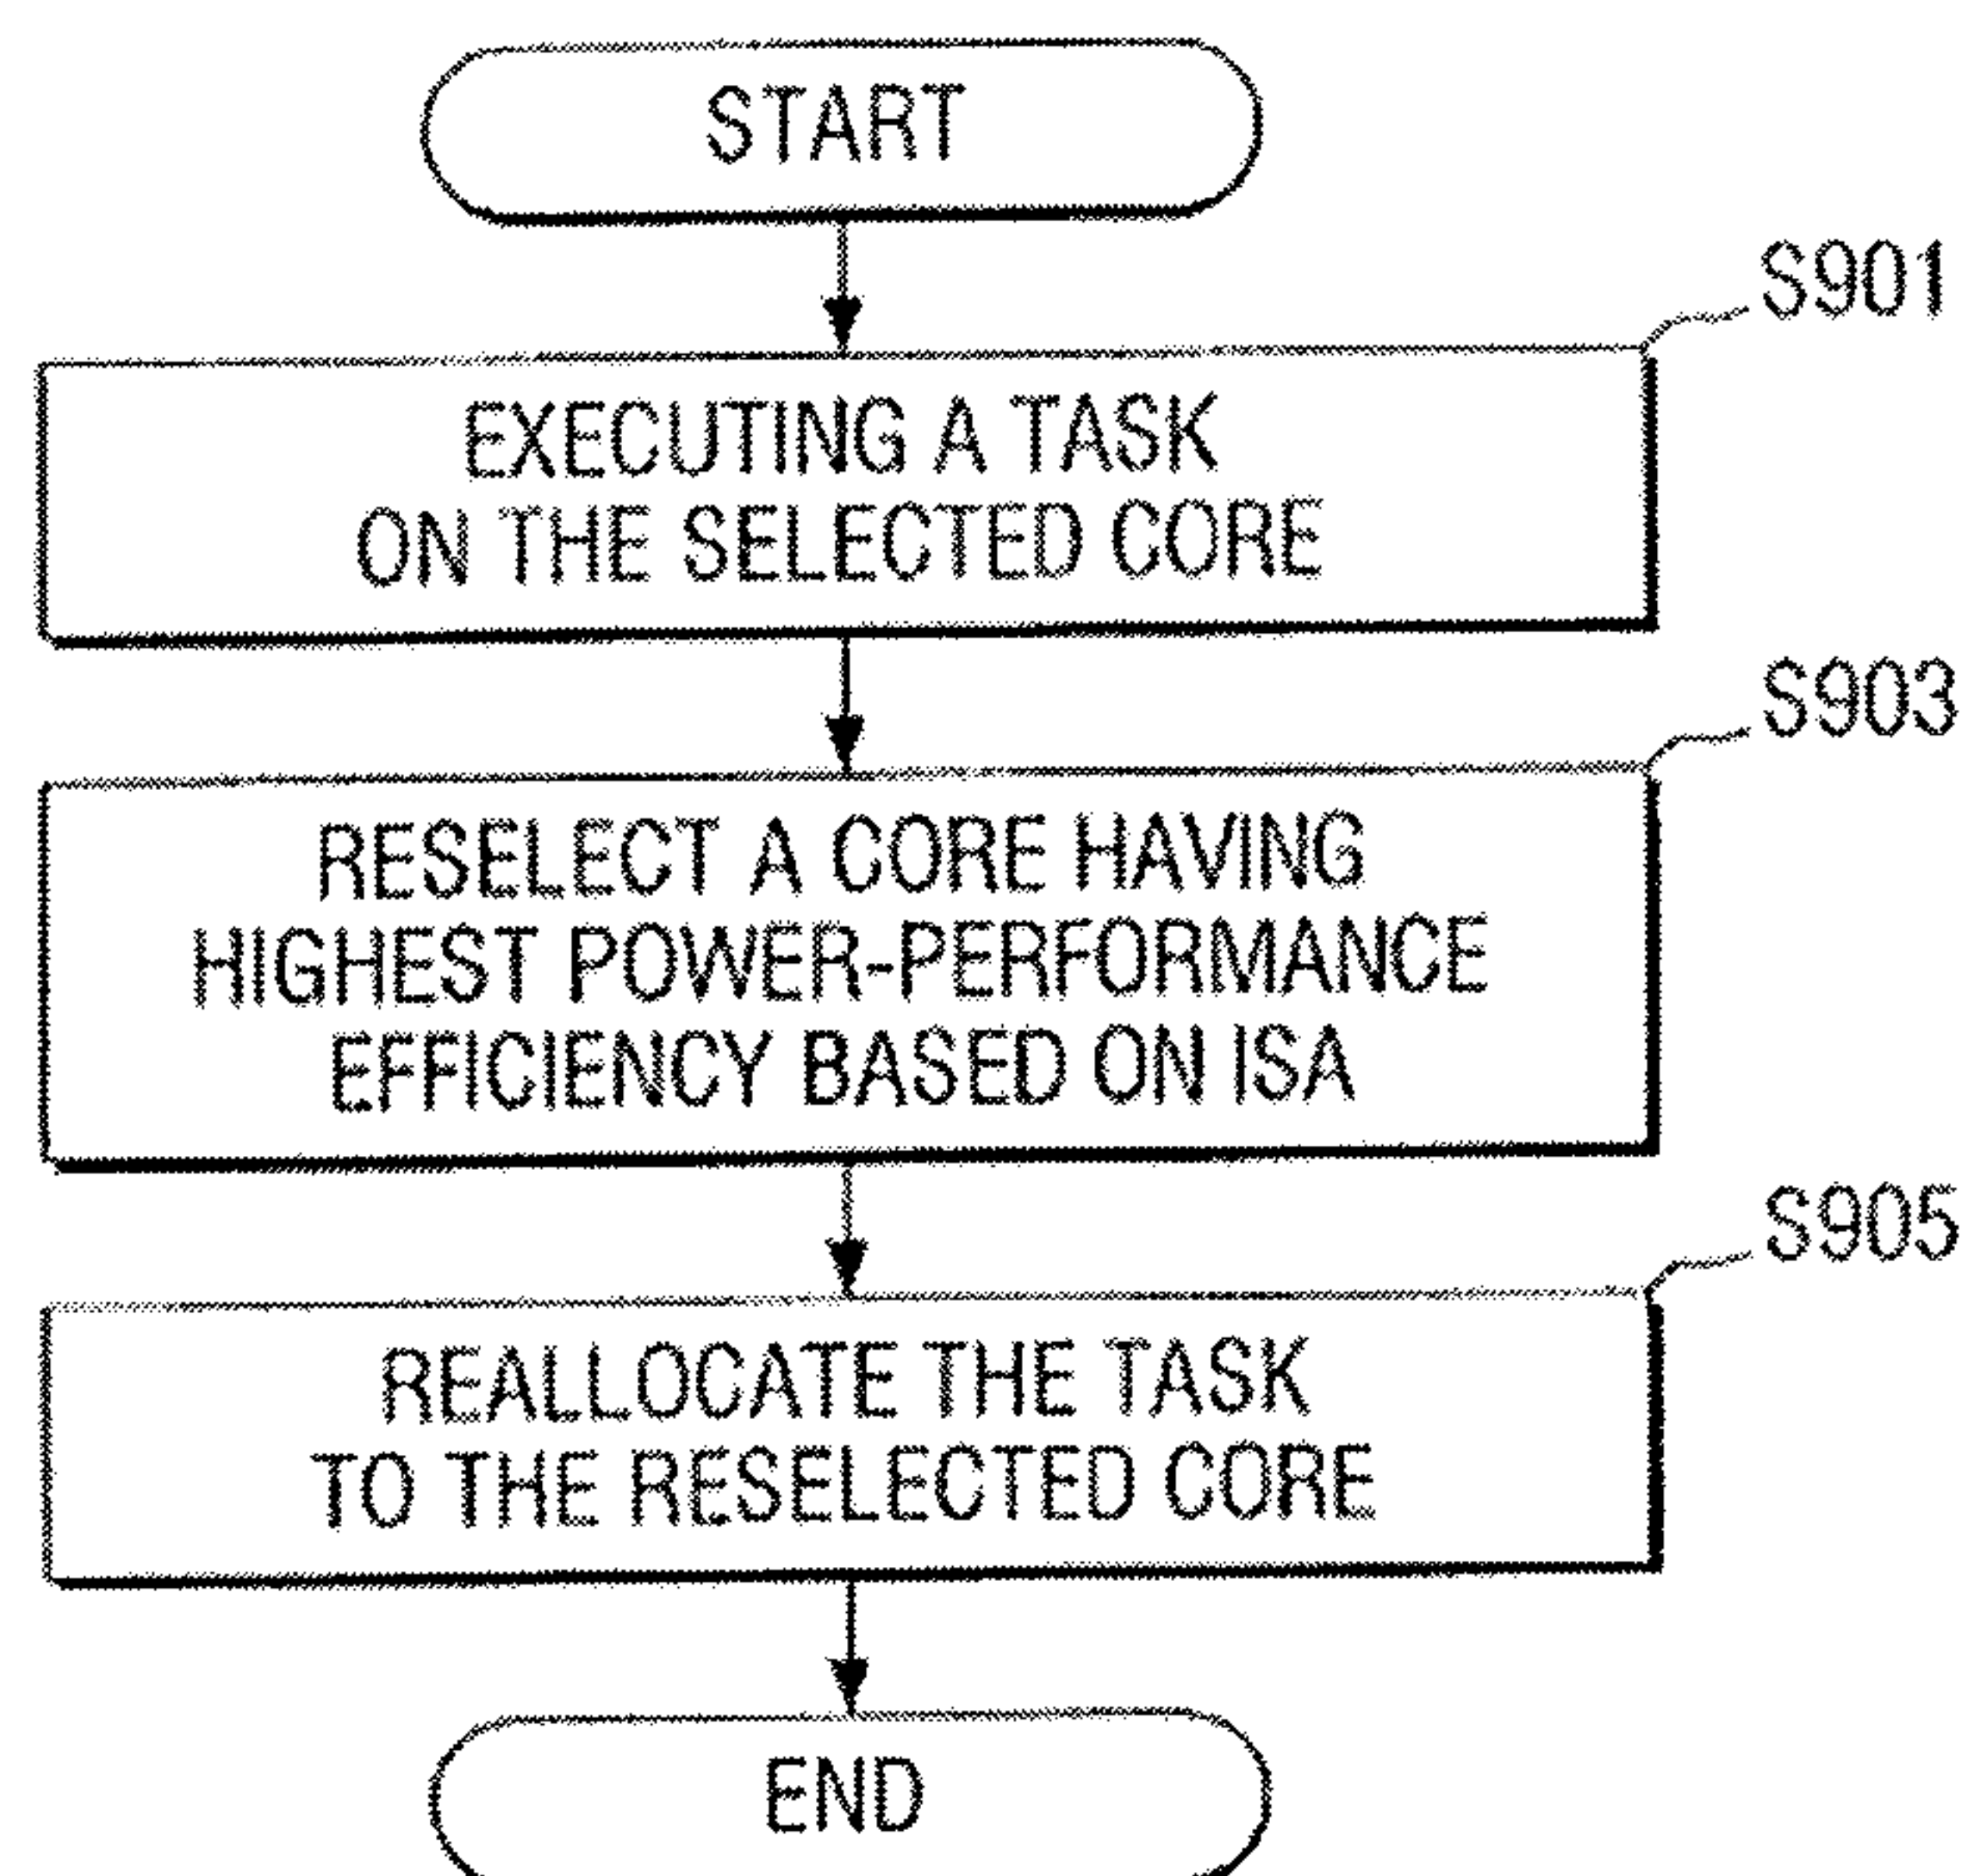 START
S901
EXECUTING A TASK
ON THE SELECTED CORE
S903
RESELECT A CORE HAVING
HIGHEST POWER-PERFORMANCE
EFFICIENCY BASED ON ISA
S905
REALLOCATE THE TASK
TO THE RESELECTED CORE
END